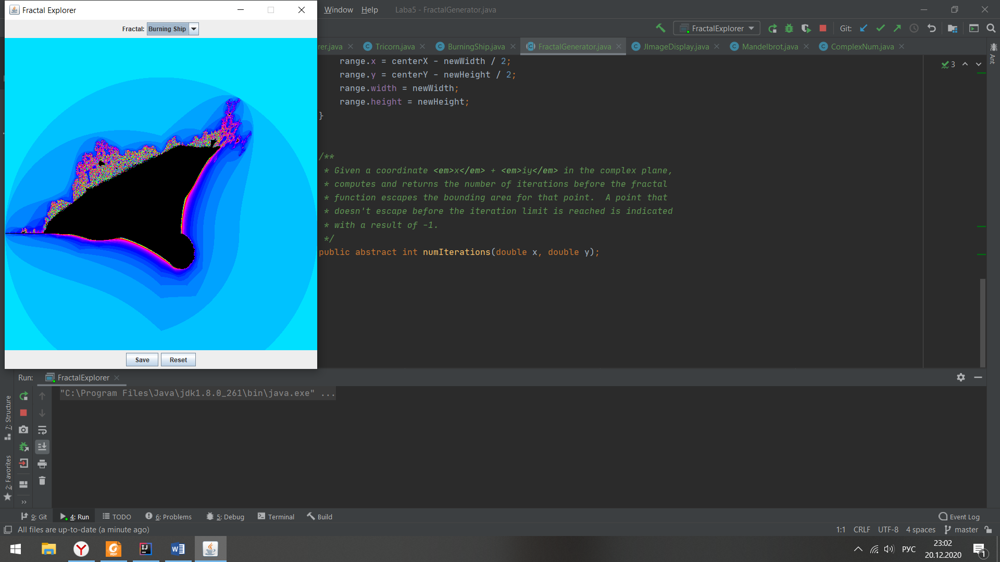 Fractal Explorer
Window Help Laba5 - FractalGenerator.java
Fractal: Burning Ship
FractalExplorer Git:
rer.java Tricorn.java BurningShip.java FractalGenerator.java JImageDisplay.java Mandelbrot.java ComplexNum.java
Ant
3
range.x = centerX - newWidth / 2;
range.y = centerY - newHeight / 2;
range.width = newWidth;
range.height = newHeight;
}
/**
* Given a coordinate <em>x</em> + <em>iy</em> in the complex plane,
* computes and returns the number of iterations before the fractal
* function escapes the bounding area for that point.  A point that
* doesn't escape before the iteration limit is reached is indicated
* with a result of -1.
*/
public abstract int numIterations(double x, double y);
Save Reset
Run: FractalExplorer
"C:\Program Files\Java\jdk1.8.0_261\bin\java.exe" ...
7: Structure
2: Favorites
9: Git 4: Run TODO 6: Problems 5: Debug Terminal Build Event Log
All files are up-to-date (a minute ago) 1:1 CRLF UTF-8 4 spaces master
PDF
IJ
W
РУС
23:02
20.12.2020
1